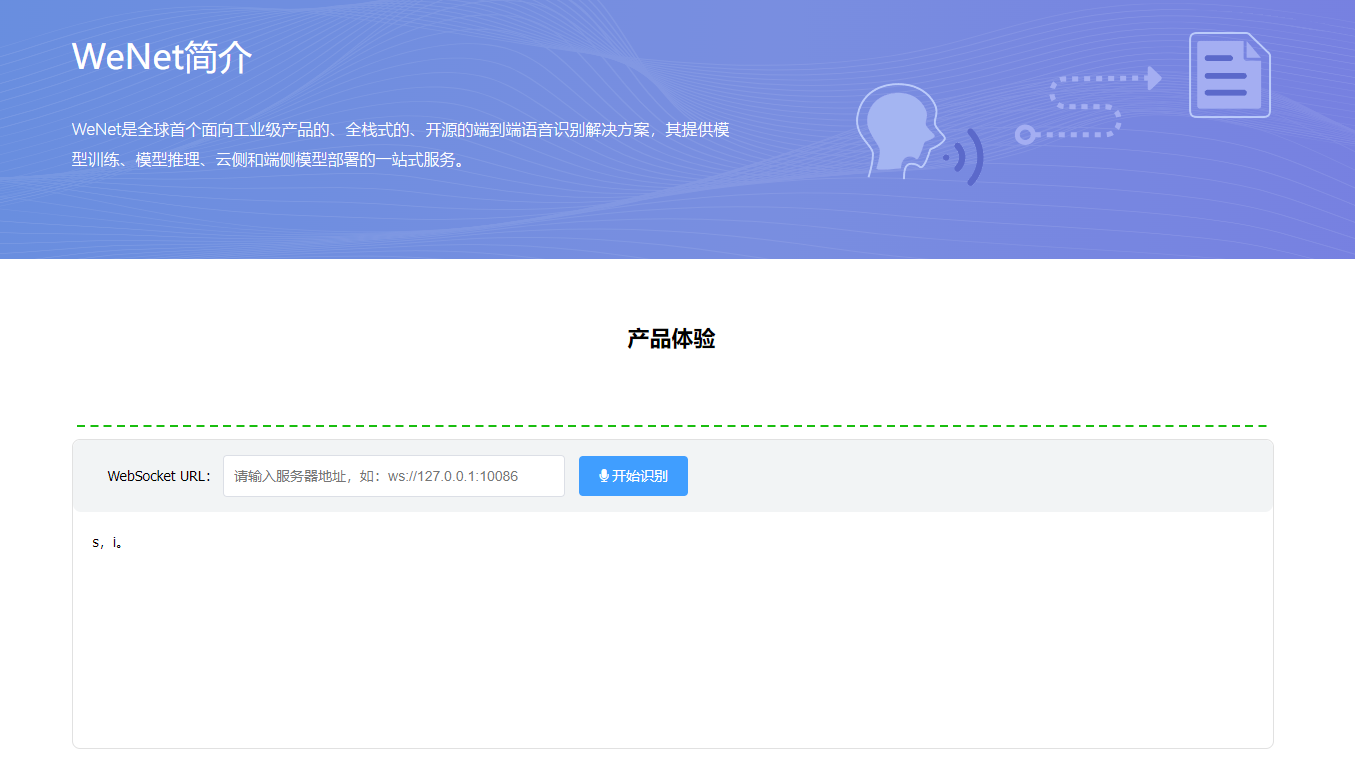 WeNet简介
WeNet是全球首个面向工业级产品的、全栈式的、开源的端到端语音识别解决方案，其提供模
型训练、模型推理、云侧和端侧模型部署的一站式服务。
产品体验
WebSocket URL： 请输入服务器地址，如：ws://127.0.0.1:10086 开始识别
s，i。